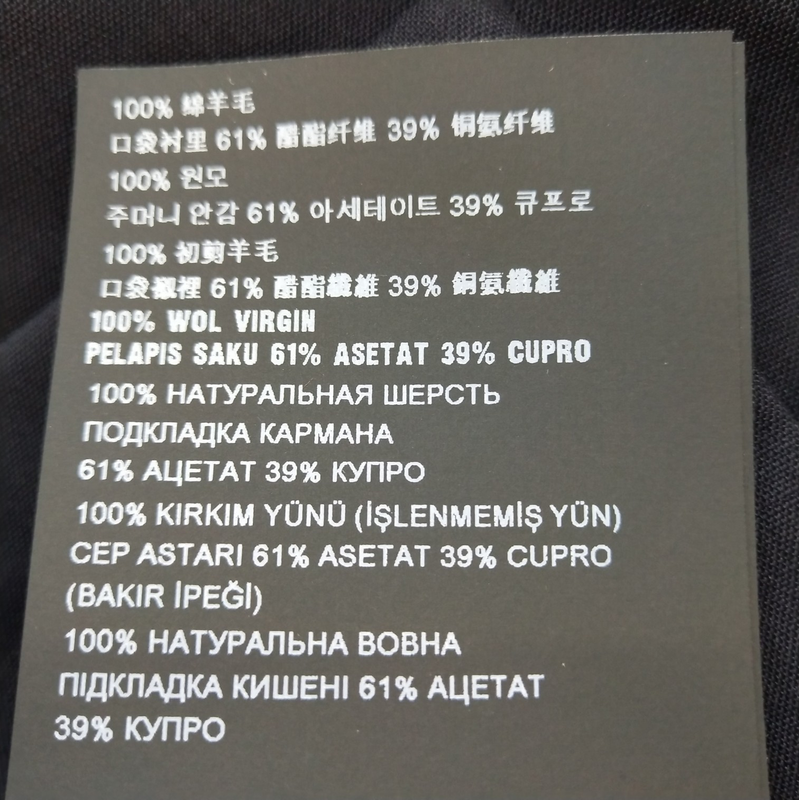 100% 绵羊毛
口袋衬里 61% 醋酯纤维 39% 铜氨纤维
100% 원모
주머니 안감 61% 아세테이트 39% 큐프로
100% 初剪羊毛
口袋襯裡 61% 醋酯纖維 39% 銅氨纖維
100% WOL VIRGIN
PELAPIS SAKU 61% ASETAT 39% CUPRO
100% НАТУРАЛЬНАЯ ШЕРСТЬ
ПОДКЛАДКА КАРМАНА
61% АЦЕТАТ 39% КУПРО
100% KIRKIM YÜNÜ (İŞLENMEMİŞ YÜN)
CEP ASTARI 61% ASETAT 39% CUPRO
(BAKIR İPEĞİ)
100% НАТУРАЛЬНА ВОВНА
ПІДКЛАДКА КИШЕНІ 61% АЦЕТАТ
39% КУПРО